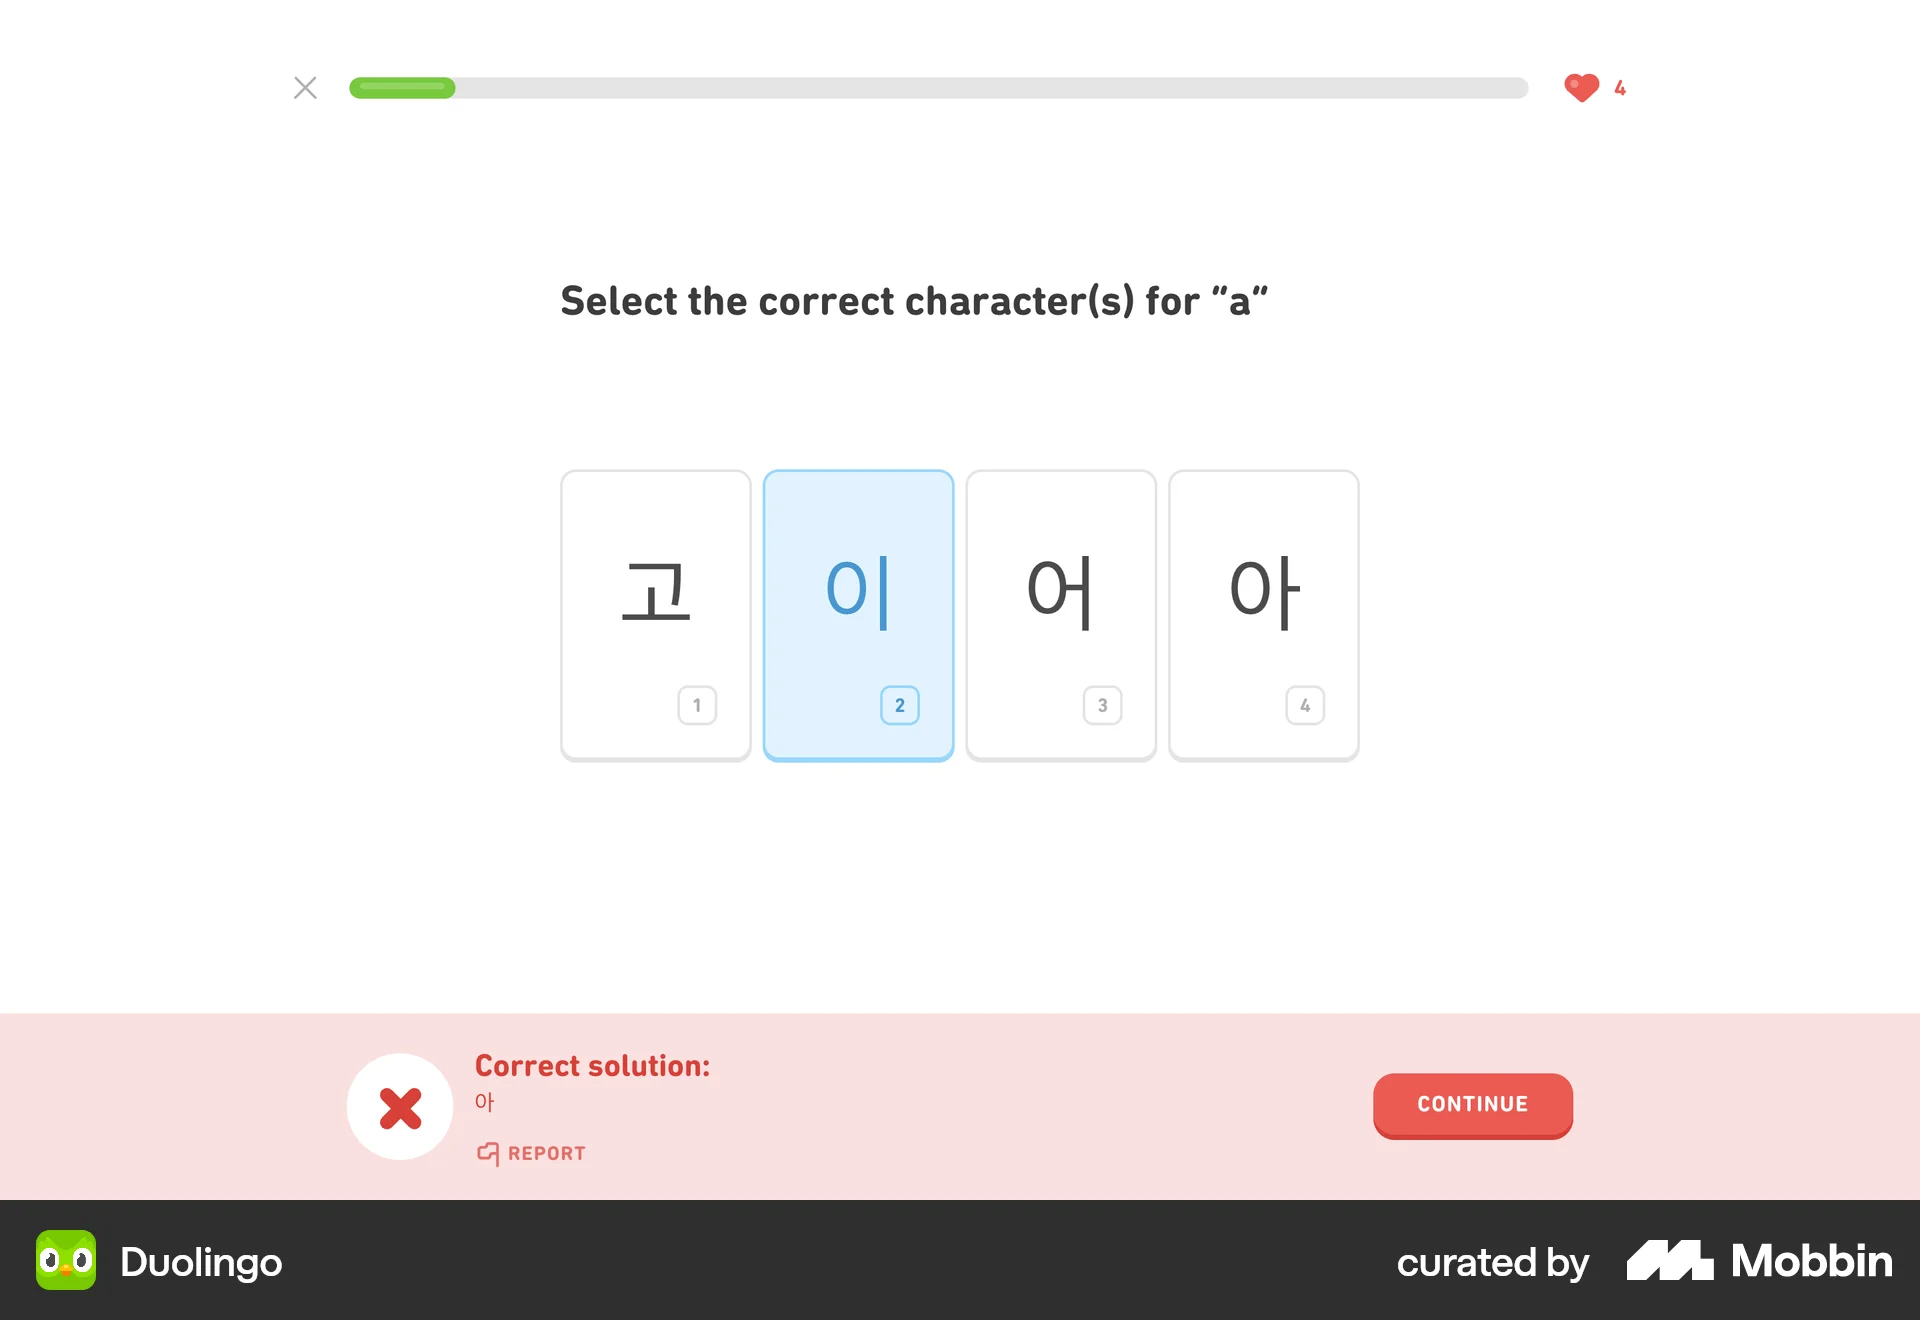 4
Select the correct character(s) for “a”
고 이 어 아
1 2 3 4
Correct solution:
아
REPORT
CONTINUE
Duolingo
curated by Mobbin